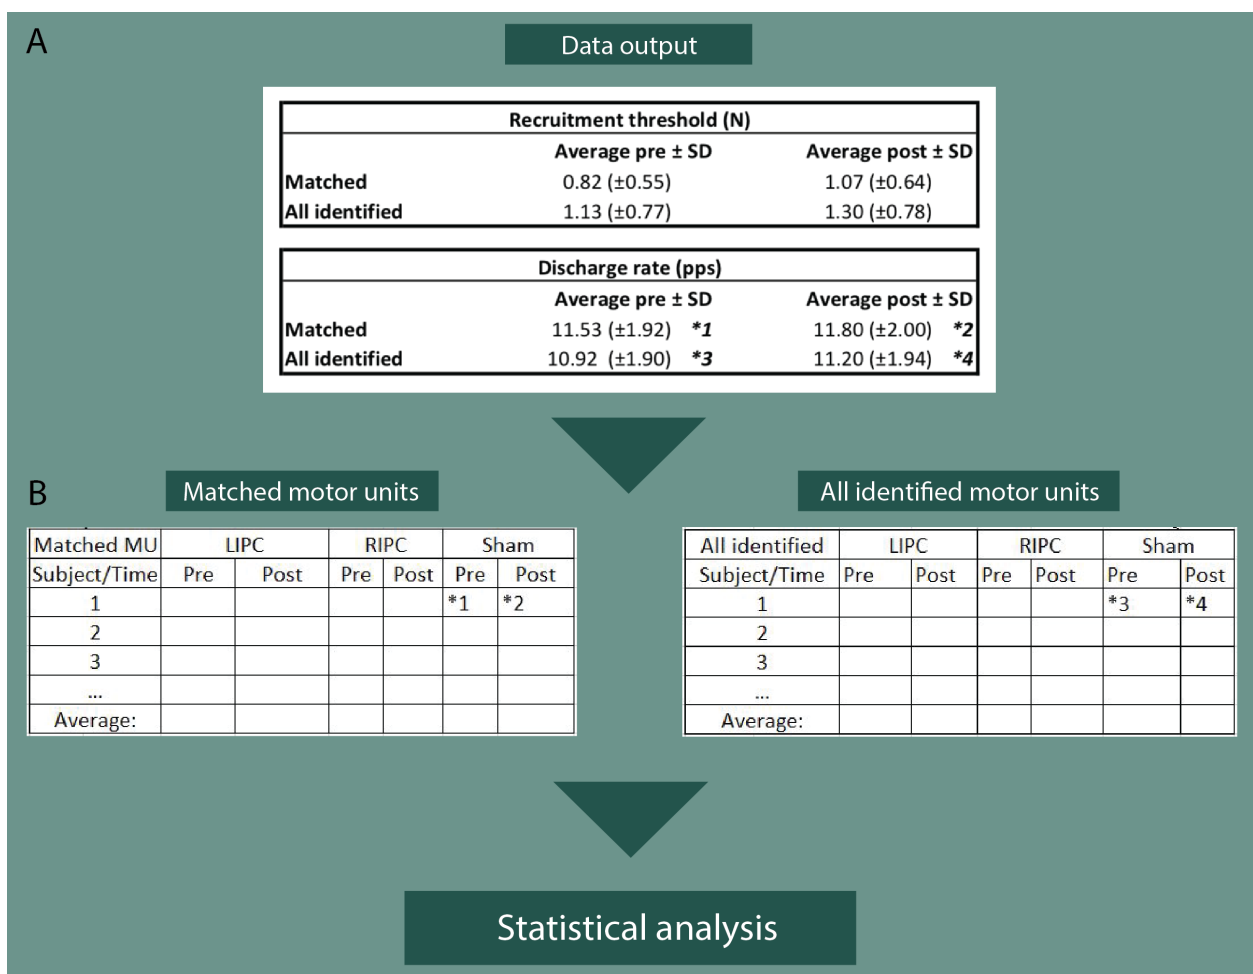 A
Data output
Recruitment threshold (N)
Average pre ± SD Average post ± SD
Matched 0.82 (±0.55) 1.07 (±0.64)
All identified 1.13 (±0.77) 1.30 (±0.78)
Discharge rate (pps)
Average pre ± SD Average post ± SD
Matched 11.53 (±1.92) *1 11.80 (±2.00) *2
All identified 10.92 (±1.90) *3 11.20 (±1.94) *4
B
Matched motor units
Matched MU LIPC RIPC Sham
Subject/Time Pre Post Pre Post Pre Post
1 *1 *2
2
3
...
Average:
All identified motor units
All identified LIPC RIPC Sham
Subject/Time Pre Post Pre Post Pre Post
1 *3 *4
2
3
...
Average:
Statistical analysis